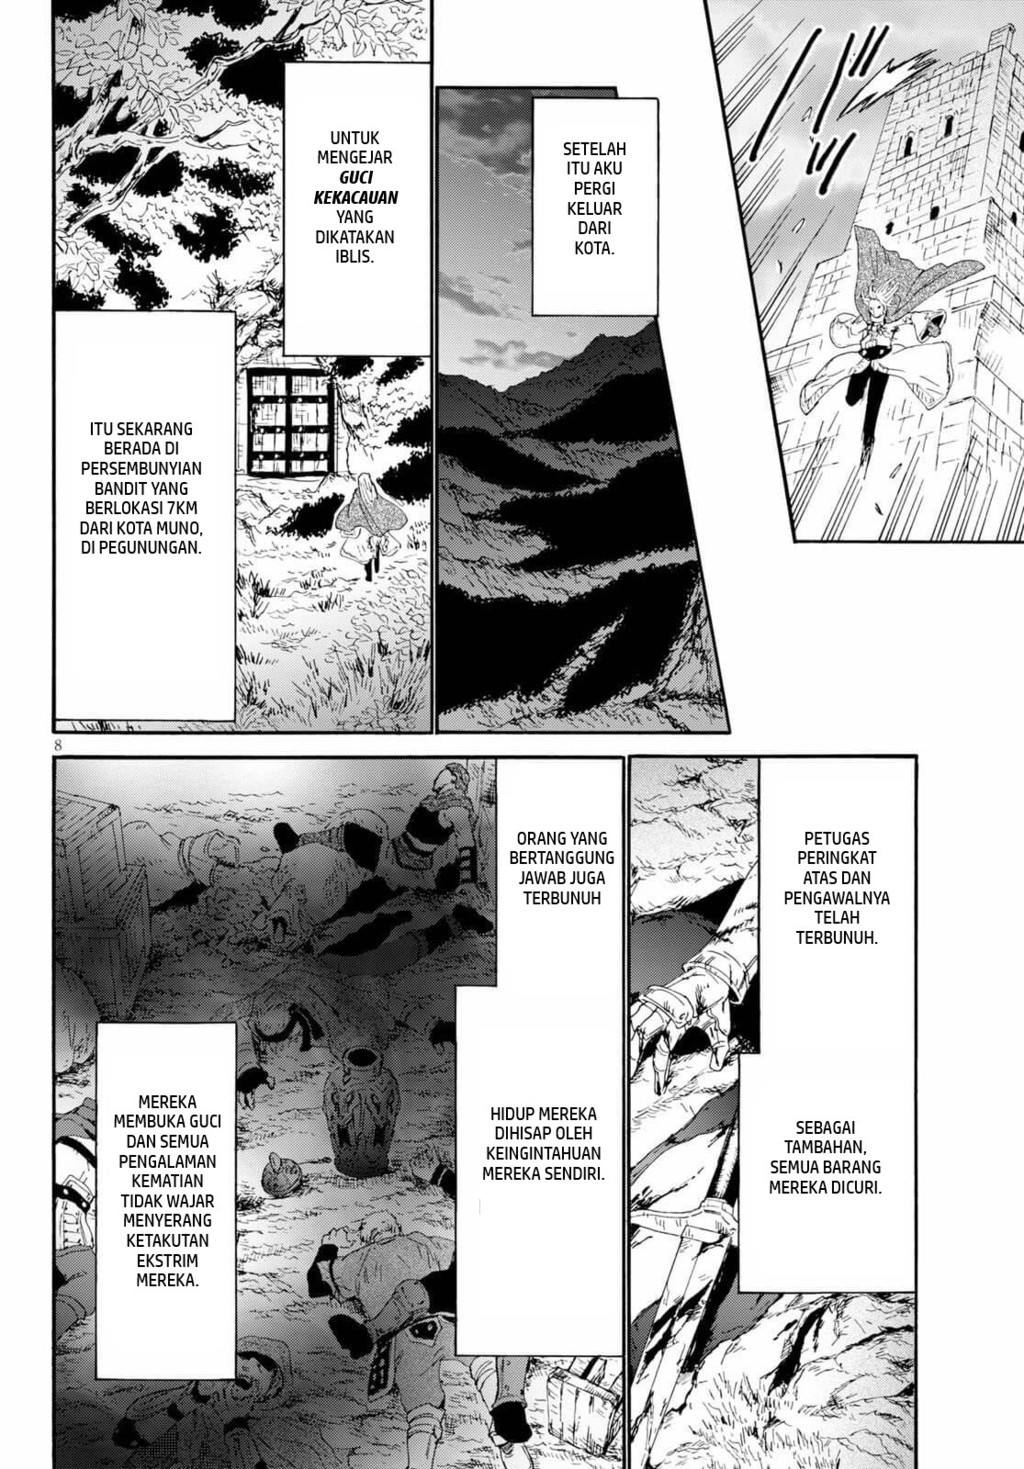 SETELAH
ITU AKU
PERGI
KELUAR
DARI
KOTA.
UNTUK
MENGEJAR
GUCI
KEKACAUAN
YANG
DIKATAKAN
IBLIS.
ITU SEKARANG
BERADA DI
PERSEMBUNYIAN
BANDIT YANG
BERLOKASI 7KM
DARI KOTA MUNO,
DI PEGUNUNGAN.
8
PETUGAS
PERINGKAT
ATAS DAN
PENGAWALNYA
TELAH
TERBUNUH.
SEBAGAI
TAMBAHAN,
SEMUA BARANG
MEREKA DICURI.
ORANG YANG
BERTANGGUNG
JAWAB JUGA
TERBUNUH
HIDUP MEREKA
DIHISAP OLEH
KEINGINTAHUAN
MEREKA SENDIRI.
MEREKA
MEMBUKA GUCI
DAN SEMUA
PENGALAMAN
KEMATIAN
TIDAK WAJAR
MENYERANG
KETAKUTAN
EKSTRIM
MEREKA.